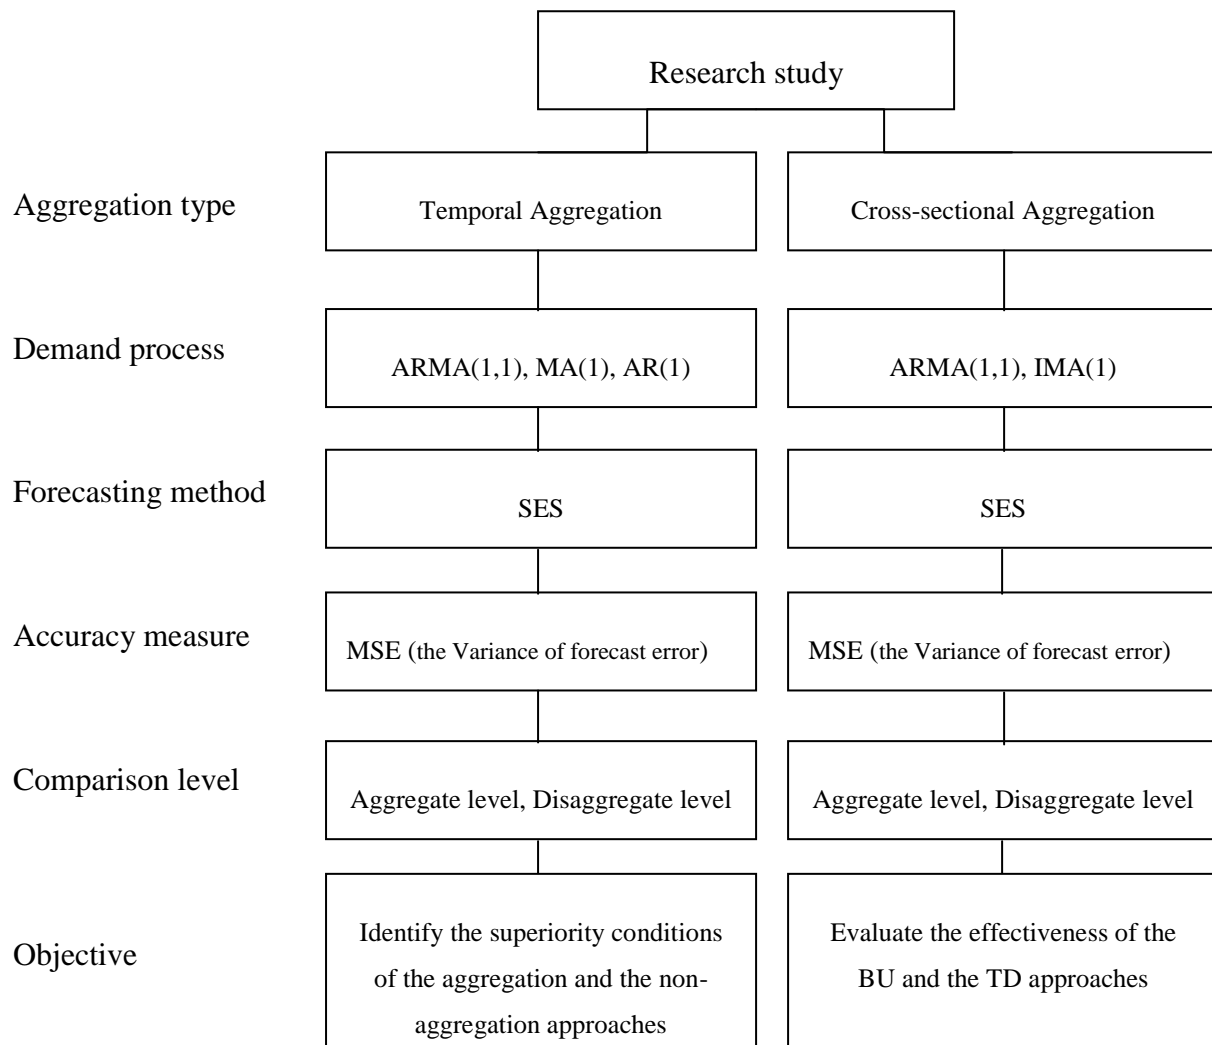 Research study
Aggregation type
Temporal Aggregation
Cross-sectional Aggregation
Demand process
ARMA(1,1), MA(1), AR(1)
ARMA(1,1), IMA(1)
Forecasting method
SES
SES
Accuracy measure
MSE (the Variance of forecast error)
MSE (the Variance of forecast error)
Comparison level
Aggregate level, Disaggregate level
Aggregate level, Disaggregate level
Objective
Identify the superiority conditions
of the aggregation and the non-
aggregation approaches
Evaluate the effectiveness of the
BU and the TD approaches